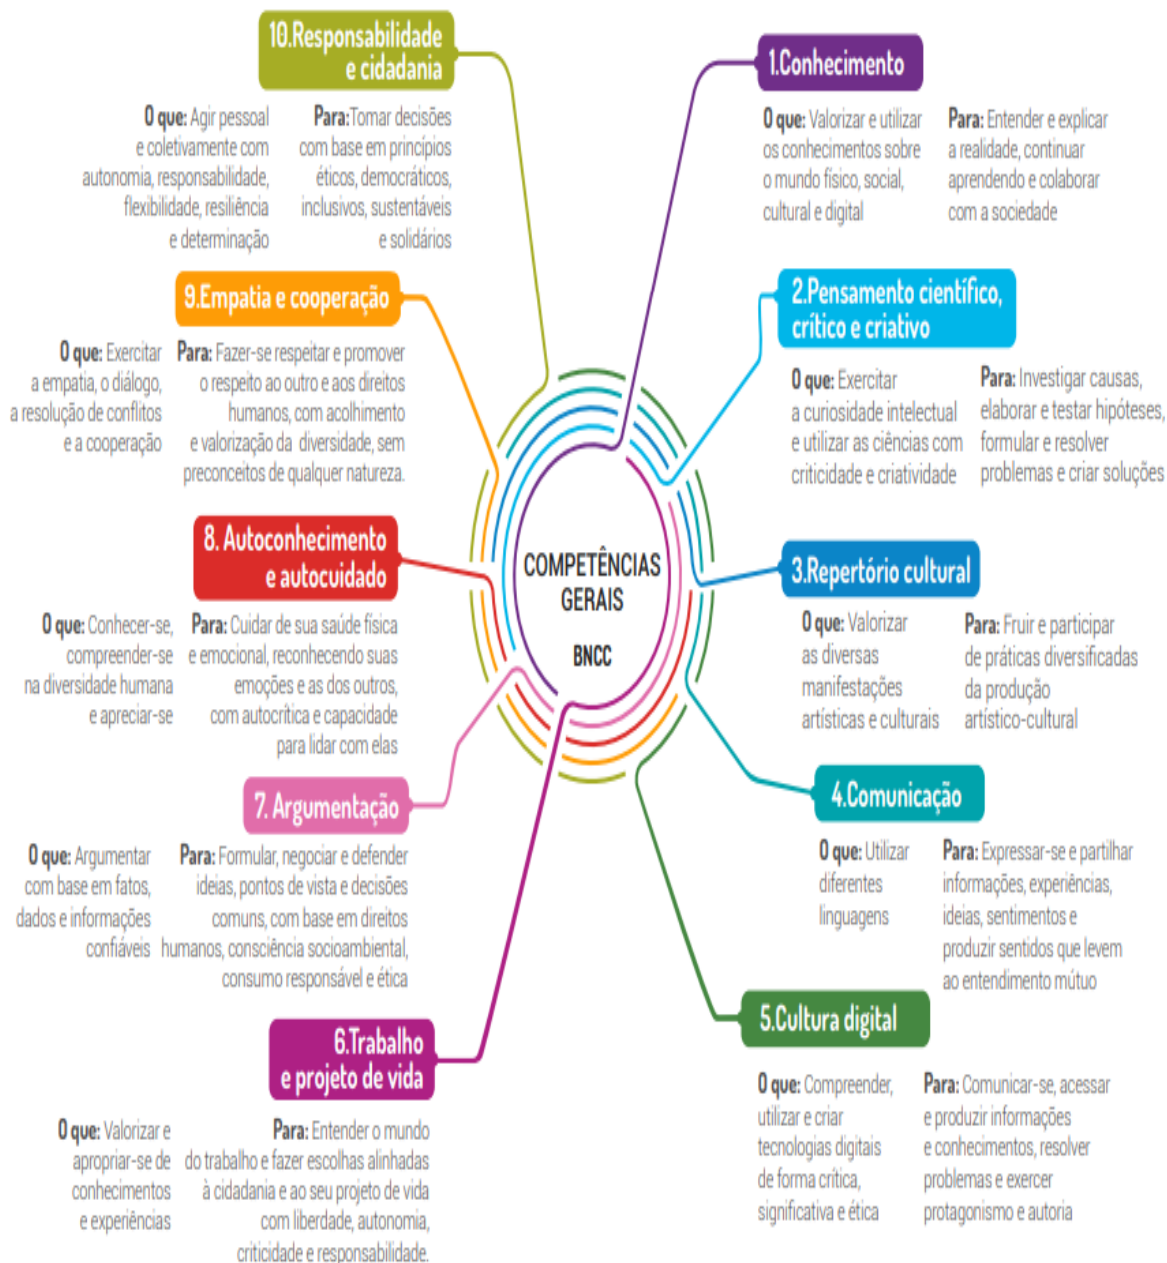 COMPETÊNCIAS
GERAIS
BNCC
1.Conhecimento
O que: Valorizar e utilizar
os conhecimentos sobre
o mundo físico, social,
cultural e digital
Para: Entender e explicar
a realidade, continuar
aprendendo e colaborar
com a sociedade
2.Pensamento científico,
crítico e criativo
O que: Exercitar
a curiosidade intelectual
e utilizar as ciências com
criticidade e criatividade
Para: Investigar causas,
elaborar e testar hipóteses,
formular e resolver
problemas e criar soluções
3.Repertório cultural
O que: Valorizar
as diversas
manifestações
artísticas e culturais
Para: Fruir e participar
de práticas diversificadas
da produção
artístico-cultural
4.Comunicação
O que: Utilizar
diferentes
linguagens
Para: Expressar-se e partilhar
informações, experiências,
ideias, sentimentos e
produzir sentidos que levem
ao entendimento mútuo
5.Cultura digital
O que: Compreender,
utilizar e criar
tecnologias digitais
de forma crítica,
significativa e ética
Para: Comunicar-se, acessar
e produzir informações
e conhecimentos, resolver
problemas e exercer
protagonismo e autoria
6.Trabalho
e projeto de vida
O que: Valorizar e
apropriar-se de
conhecimentos
e experiências
Para: Entender o mundo
do trabalho e fazer escolhas alinhadas
à cidadania e ao seu projeto de vida
com liberdade, autonomia,
criticidade e responsabilidade.
7. Argumentação
O que: Argumentar
com base em fatos,
dados e informações
confiáveis
Para: Formular, negociar e defender
ideias, pontos de vista e decisões
comuns, com base em direitos
humanos, consciência socioambiental,
consumo responsável e ética
8. Autoconhecimento
e autocuidado
O que: Conhecer-se,
compreender-se
na diversidade humana
e apreciar-se
Para: Cuidar de sua saúde física
e emocional, reconhecendo suas
emoções e as dos outros,
com autocrítica e capacidade
para lidar com elas
9.Empatia e cooperação
O que: Exercitar
a empatia, o diálogo,
a resolução de conflitos
e a cooperação
Para: Fazer-se respeitar e promover
o respeito ao outro e aos direitos
humanos, com acolhimento
e valorização da diversidade, sem
preconceitos de qualquer natureza.
10.Responsabilidade
e cidadania
O que: Agir pessoal
e coletivamente com
autonomia, responsabilidade,
flexibilidade, resiliência
e determinação
Para:Tomar decisões
com base em princípios
éticos, democráticos,
inclusivos, sustentáveis
e solidários